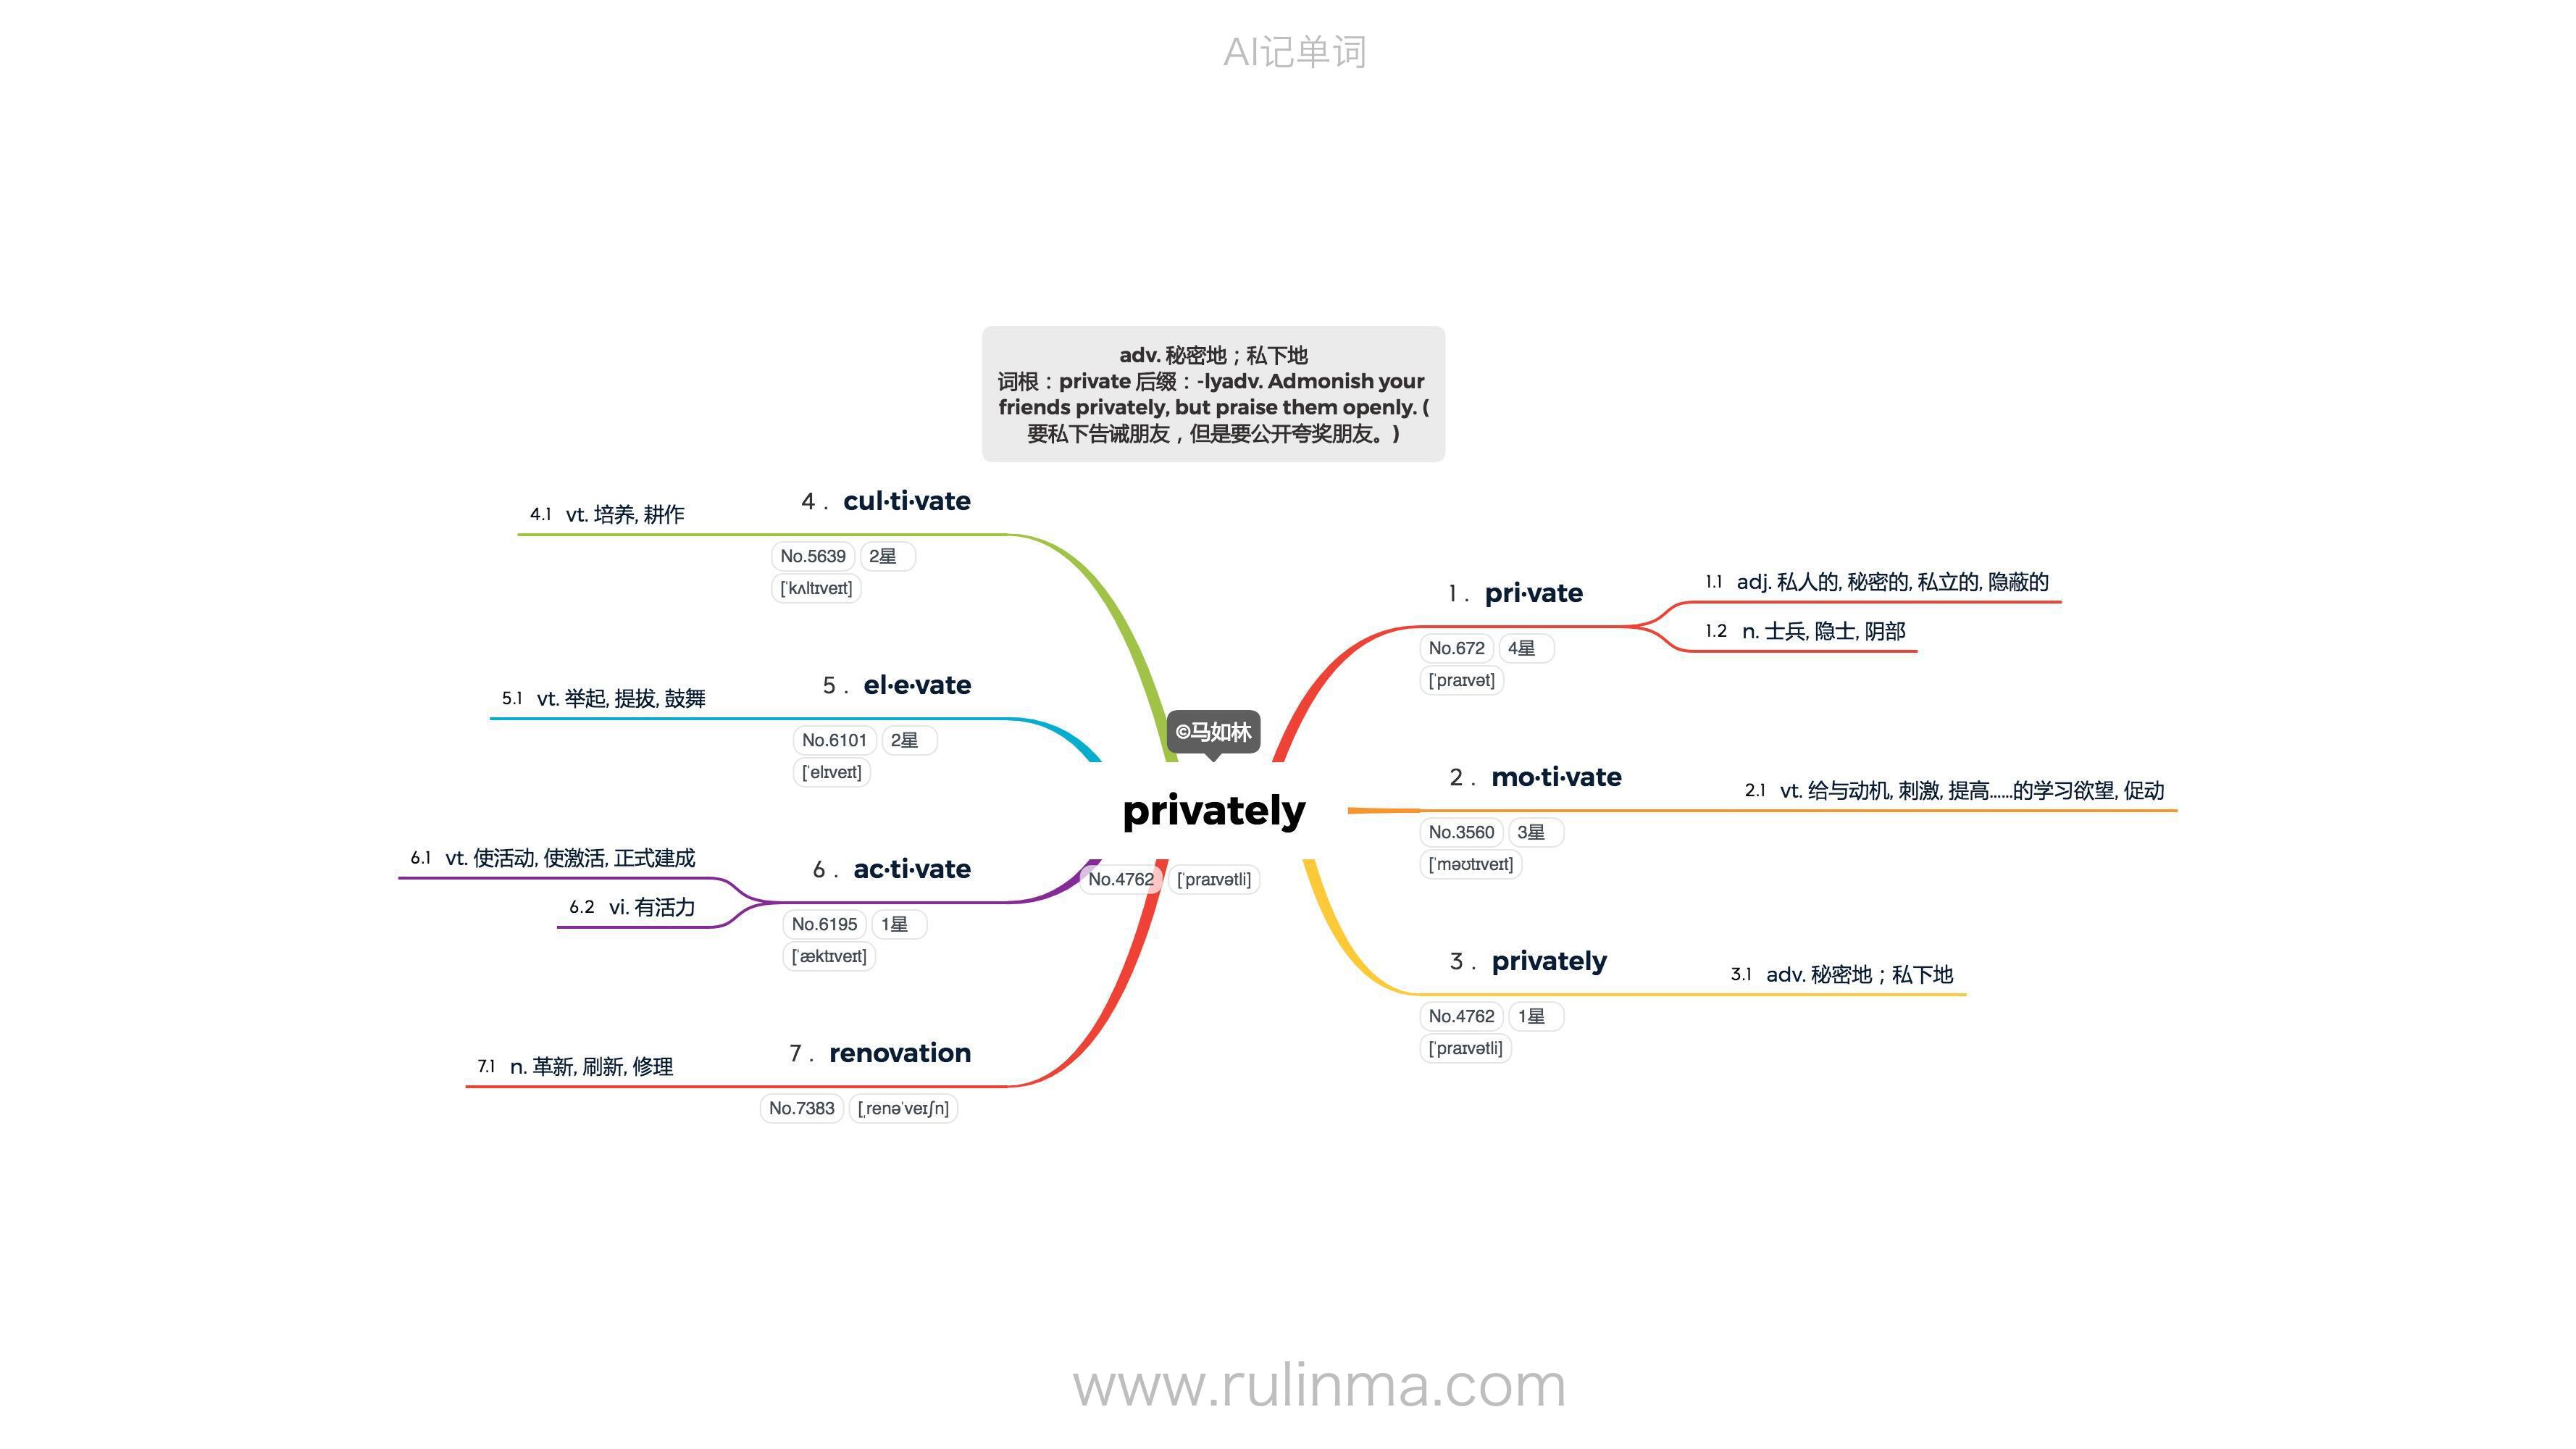 AI记单词
adv. 秘密地；私下地
词根：private 后缀：-lyadv. Admonish your
friends privately, but praise them openly. (
要私下告诫朋友，但是要公开夸奖朋友。)
©马如林
privately
No.4762 [ˈpraɪvətli]
1 . pri·vate
No.672 4星
[ˈpraɪvət]
1.1 adj. 私人的, 秘密的, 私立的, 隐蔽的
1.2 n. 士兵, 隐士, 阴部
2 . mo·ti·vate
No.3560 3星
[ˈməʊtɪveɪt]
2.1 vt. 给与动机, 刺激, 提高……的学习欲望, 促动
3 . privately
No.4762 1星
[ˈpraɪvətli]
3.1 adv. 秘密地；私下地
4 . cul·ti·vate
No.5639 2星
[ˈkʌltɪveɪt]
4.1 vt. 培养, 耕作
5 . el·e·vate
No.6101 2星
[ˈelɪveɪt]
5.1 vt. 举起, 提拔, 鼓舞
6 . ac·ti·vate
No.6195 1星
[ˈæktɪveɪt]
6.1 vt. 使活动, 使激活, 正式建成
6.2 vi. 有活力
7 . renovation
No.7383 [ˌrenəˈveɪʃn]
7.1 n. 革新, 刷新, 修理
www.rulinma.com